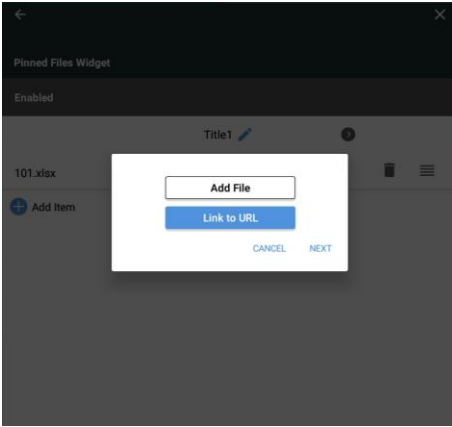 Pinned Files Widget
Enabled
Title1
101.xlsx
Add File
Add Item
Link to URL
CANCEL NEXT